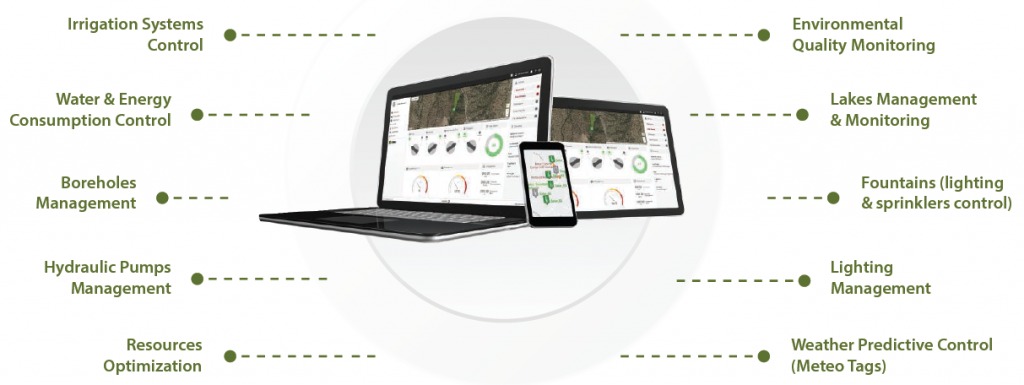 Irrigation Systems
Control
Water & Energy
Consumption Control
Boreholes
Management
Hydraulic Pumps
Management
Resources
Optimization
Environmental
Quality Monitoring
Lakes Management
& Monitoring
Fountains (lighting
& sprinklers control)
Lighting
Management
Weather Predictive Control
(Meteo Tags)